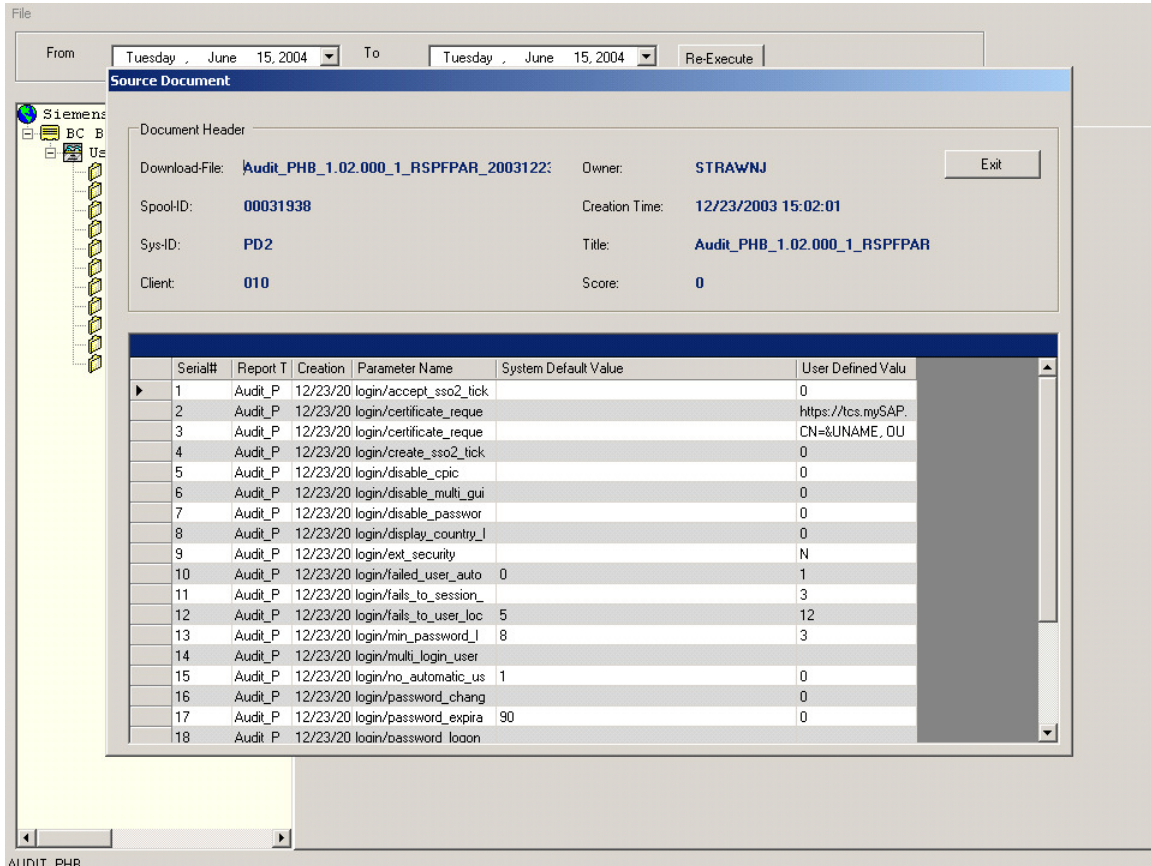 File
From Tuesday , June 15, 2004 To Tuesday , June 15, 2004 Re-Execute
Source Document
Siemens
BC B
Us
Document Header
Download-File: Audit_PHB_1.02.000_1_RSPFPAR_20031223 Owner: STRAWNJ Exit
Spool-ID: 00031938 Creation Time: 12/23/2003 15:02:01
Sys-ID: PD2 Title: Audit_PHB_1.02.000_1_RSPFPAR
Client: 010 Score: 0
Serial# Report T Creation Parameter Name System Default Value User Defined Valu
1 Audit_P 12/23/20 login/accept_sso2_tick 0
2 Audit_P 12/23/20 login/certificate_reque https://tcs.mySAP.
3 Audit_P 12/23/20 login/certificate_reque CN=&UNAME, OU
4 Audit_P 12/23/20 login/create_sso2_tick 0
5 Audit_P 12/23/20 login/disable_cpic 0
6 Audit_P 12/23/20 login/disable_multi_gui 0
7 Audit_P 12/23/20 login/disable_passwor 0
8 Audit_P 12/23/20 login/display_country_l 0
9 Audit_P 12/23/20 login/ext_security N
10 Audit_P 12/23/20 login/failed_user_auto 0 1
11 Audit_P 12/23/20 login/fails_to_session_ 3
12 Audit_P 12/23/20 login/fails_to_user_loc 5 12
13 Audit_P 12/23/20 login/min_password_l 8 3
14 Audit_P 12/23/20 login/multi_login_user
15 Audit_P 12/23/20 login/no_automatic_us 1 0
16 Audit_P 12/23/20 login/password_chang 0
17 Audit_P 12/23/20 login/password_expira 90 0
18 Audit_P 12/23/20 login/password_logon
AUDIT_PHB